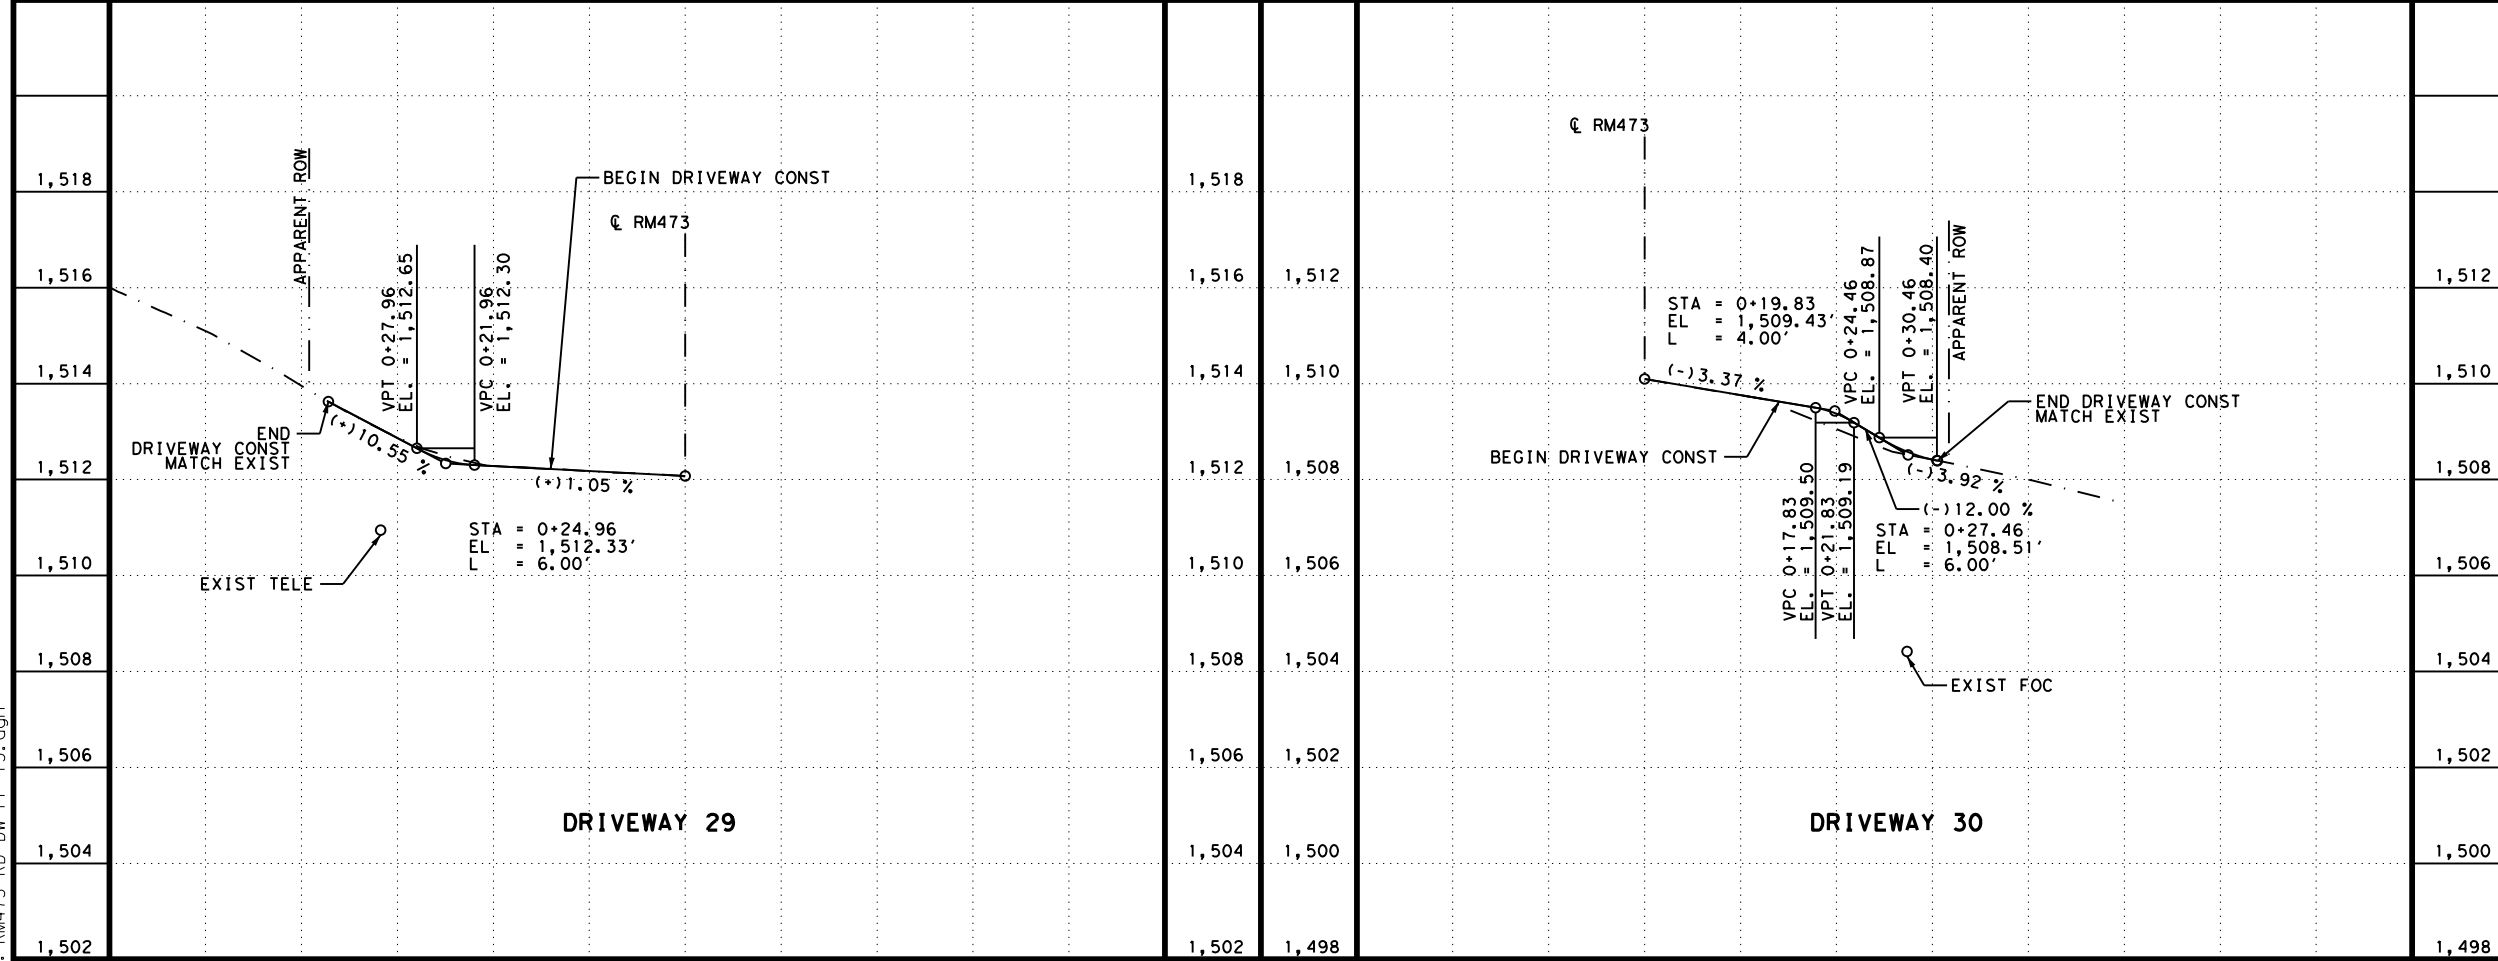 1,518
1,516
1,514
1,512
1,510
1,508
1,506
1,504
1,502
APPARENT ROW
VPT 0+27.96
EL. = 1,512.65
VPC 0+21.96
EL. = 1,512.30
BEGIN DRIVEWAY CONST
℄ RM473
END
DRIVEWAY CONST
MATCH EXIST
(+)10.55 %
(+)1.05 %
STA = 0+24.96
EL = 1,512.33'
L = 6.00'
EXIST TELE
DRIVEWAY 29
1,518
1,516
1,514
1,512
1,510
1,508
1,506
1,504
1,502
1,512
1,510
1,508
1,506
1,504
1,502
1,500
1,498
℄ RM473
STA = 0+19.83
EL = 1,509.43'
L = 4.00'
(-)3.37 %
VPC 0+24.46
EL. = 1,508.87
VPT 0+30.46
EL. = 1,508.40
APPARENT ROW
END DRIVEWAY CONST
MATCH EXIST
BEGIN DRIVEWAY CONST
VPC 0+17.83
EL. = 1,509.50
VPT 0+21.83
EL. = 1,509.19
(-)3.92 %
(-)12.00 %
STA = 0+27.46
EL = 1,508.51'
L = 6.00'
EXIST FOC
DRIVEWAY 30
1,512
1,510
1,508
1,506
1,504
1,502
1,500
1,498